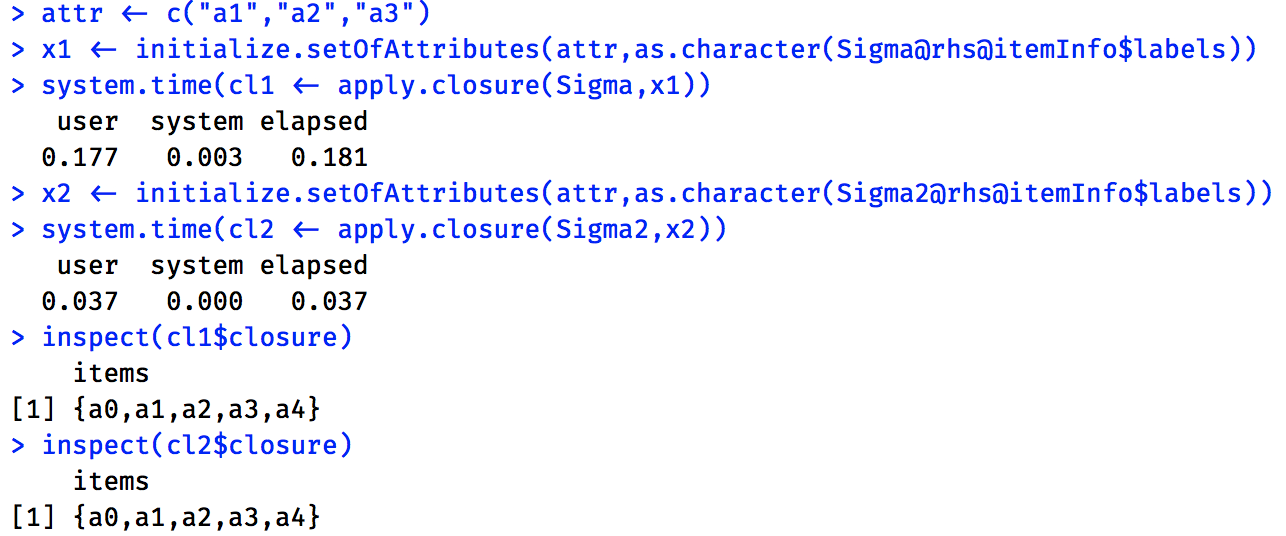 > attr <- c("a1","a2","a3")
> x1 <- initialize.setOfAttributes(attr,as.character(Sigma@rhs@itemInfo$labels))
> system.time(cl1 <- apply.closure(Sigma,x1))
   user  system elapsed
  0.177   0.003   0.181
> x2 <- initialize.setOfAttributes(attr,as.character(Sigma2@rhs@itemInfo$labels))
> system.time(cl2 <- apply.closure(Sigma2,x2))
   user  system elapsed
  0.037   0.000   0.037
> inspect(cl1$closure)
    items
[1] {a0,a1,a2,a3,a4}
> inspect(cl2$closure)
    items
[1] {a0,a1,a2,a3,a4}